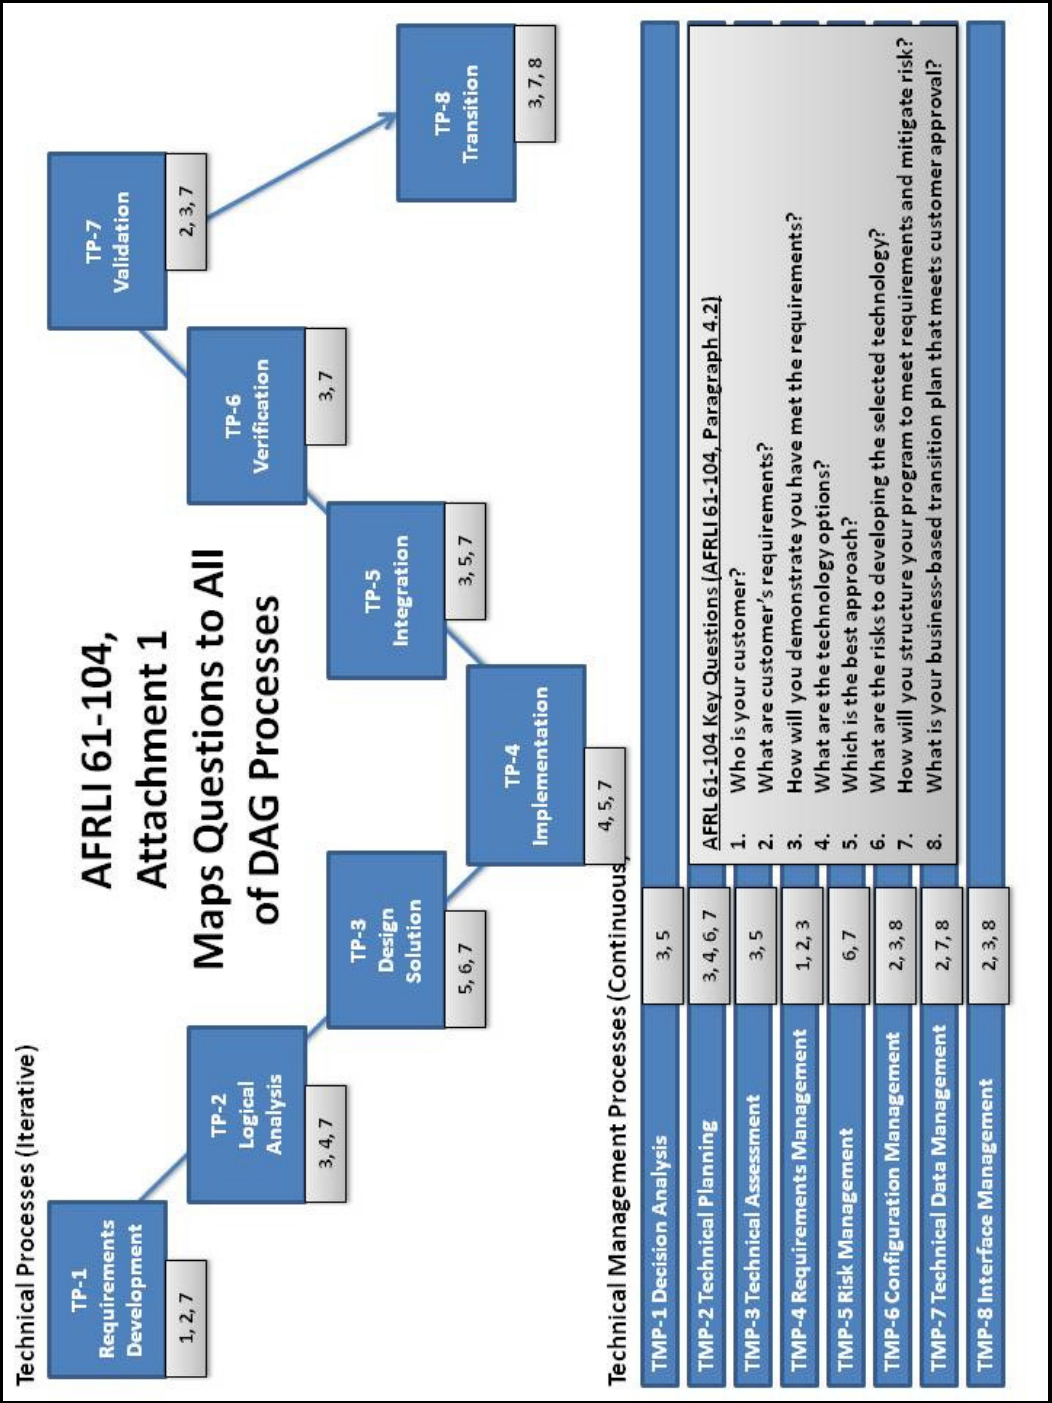 AFRLI 61-104,
Attachment 1
Maps Questions to All
of DAG Processes
Technical Processes (Iterative)
TP-1
Requirements
Development
1, 2, 7
TP-2
Logical
Analysis
3, 4, 7
TP-3
Design
Solution
5, 6, 7
TP-4
Implementation
4, 5, 7
TP-5
Integration
3, 5, 7
TP-6
Verification
3, 7
TP-7
Validation
2, 3, 7
TP-8
Transition
3, 7, 8
Technical Management Processes (Continuous)
TMP-1 Decision Analysis
3, 5
TMP-2 Technical Planning
3, 4, 6, 7
TMP-3 Technical Assessment
3, 5
TMP-4 Requirements Management
1, 2, 3
TMP-5 Risk Management
6, 7
TMP-6 Configuration Management
2, 3, 8
TMP-7 Technical Data Management
2, 7, 8
TMP-8 Interface Management
2, 3, 8
AFRL 61-104 Key Questions (AFRLI 61-104, Paragraph 4.2)
1. Who is your customer?
2. What are customer's requirements?
3. How will you demonstrate you have met the requirements?
4. What are the technology options?
5. Which is the best approach?
6. What are the risks to developing the selected technology?
7. How will you structure your program to meet requirements and mitigate risk?
8. What is your business-based transition plan that meets customer approval?